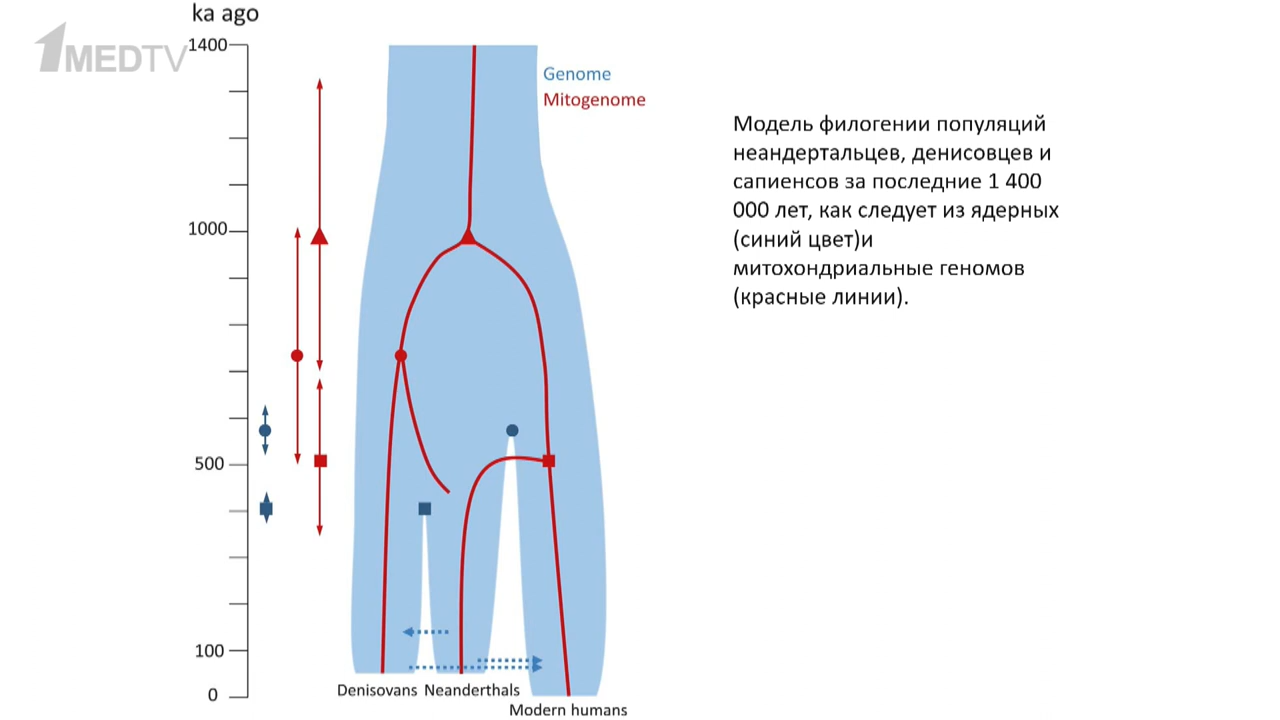 ka ago
1MEDTV
1400
1000
500
100
0
Genome
Mitogenome
Denisovans Neanderthals
Modern humans
Модель филогении популяций
неандертальцев, денисовцев и
сапиенсов за последние 1 400
000 лет, как следует из ядерных
(синий цвет)и
митохондриальные геномов
(красные линии).